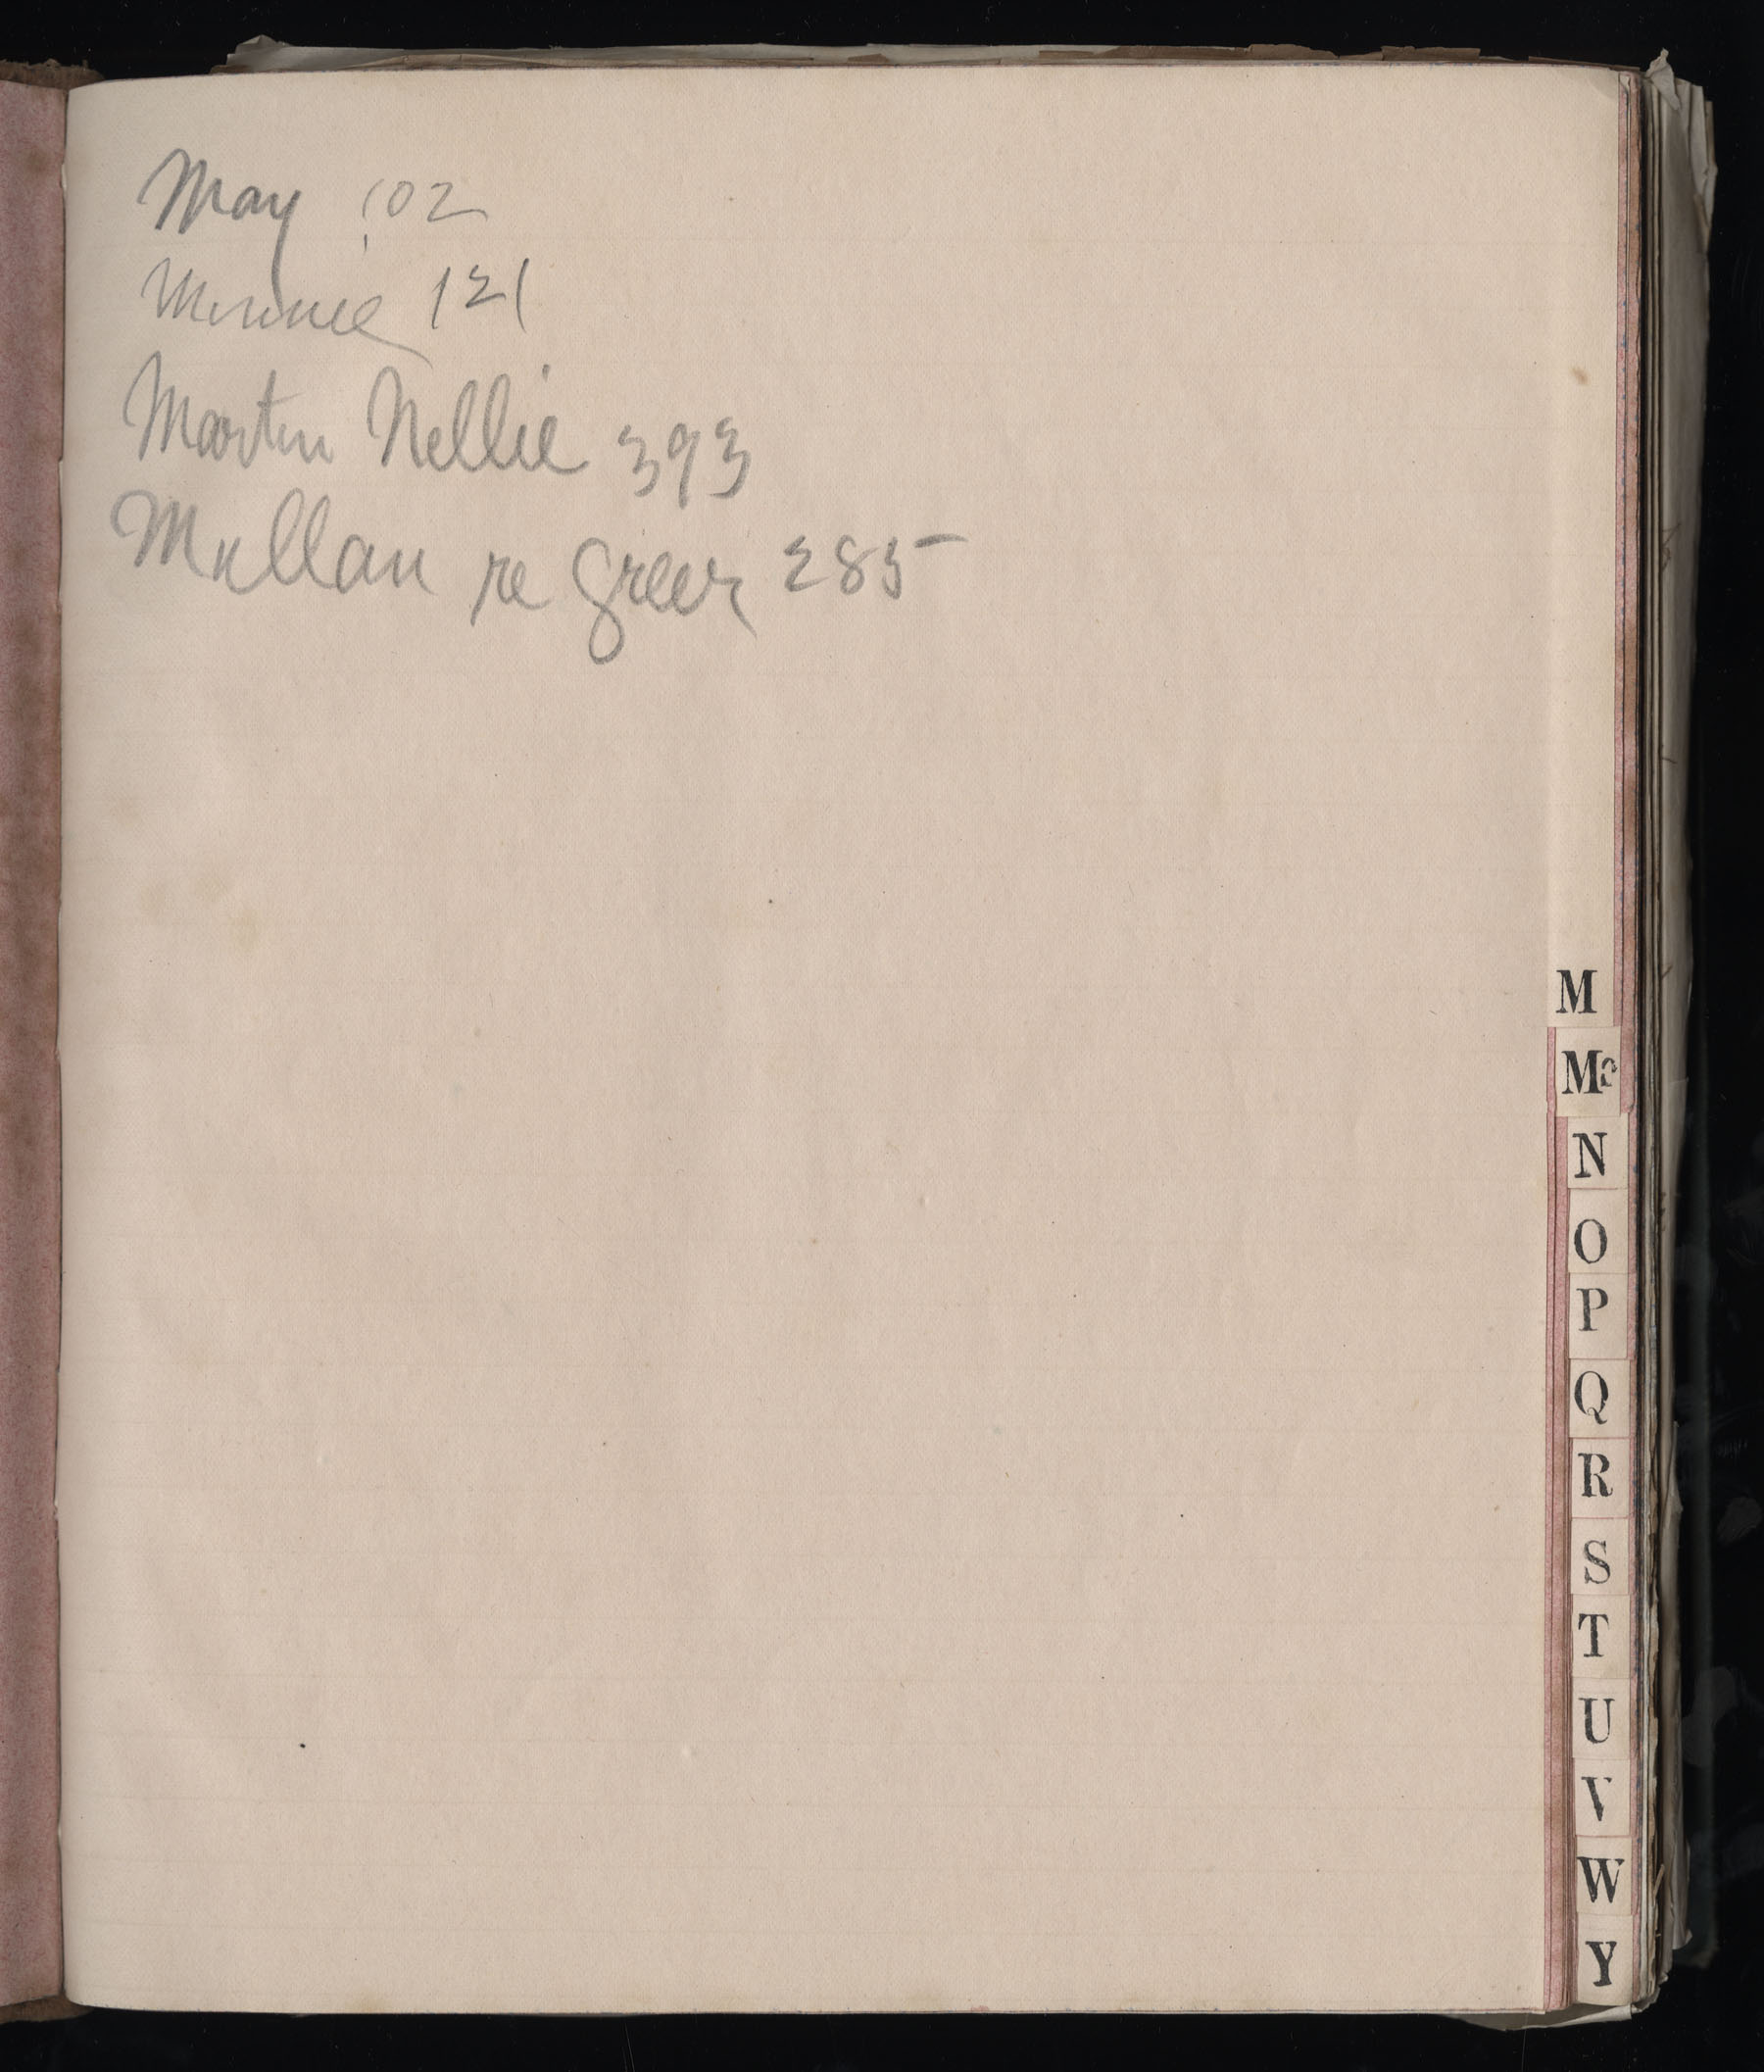 May 102
Minnie 121
Martin Nellie 393
Mullan re Greer 285
M
Mc
N
O
P
Q
R
S
T
U
V
W
Y